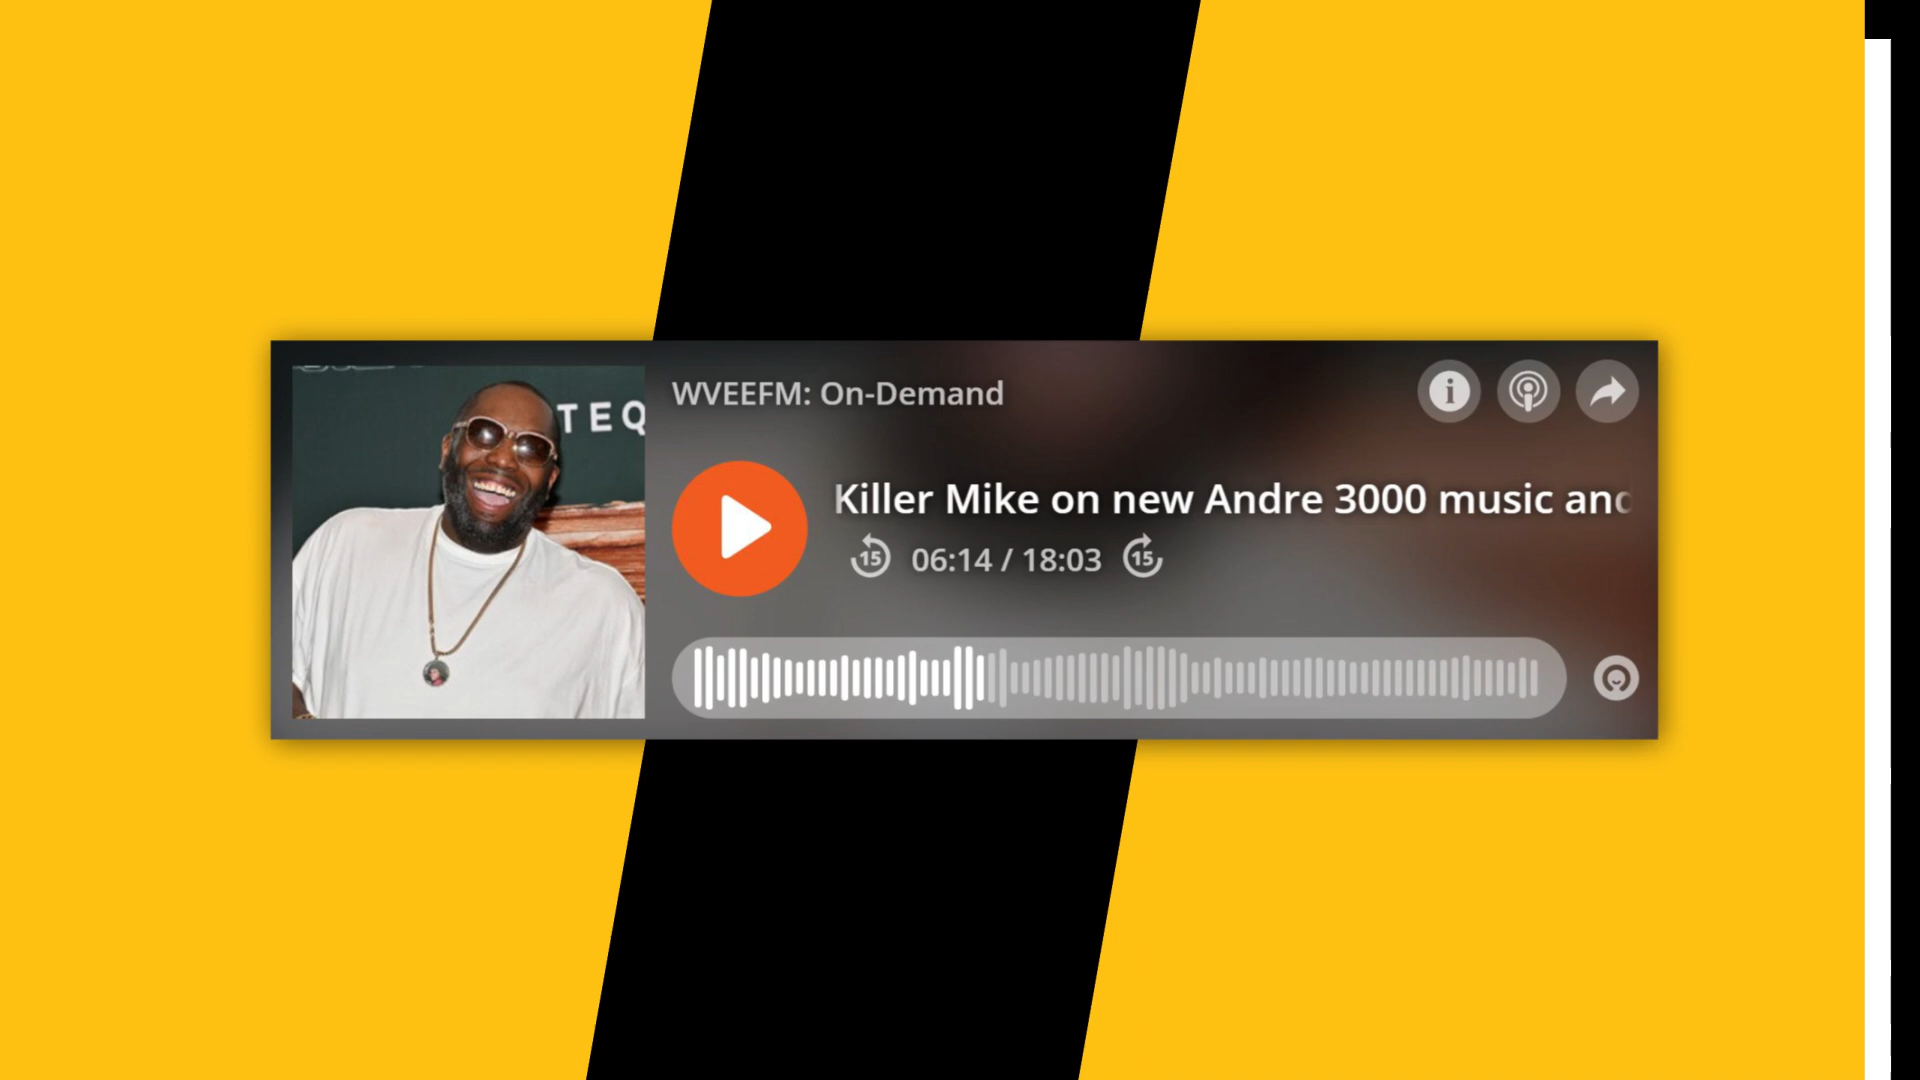 TEQ
WVEEFM: On-Demand
i
Killer Mike on new Andre 3000 music and
15 06:14 / 18:03 15